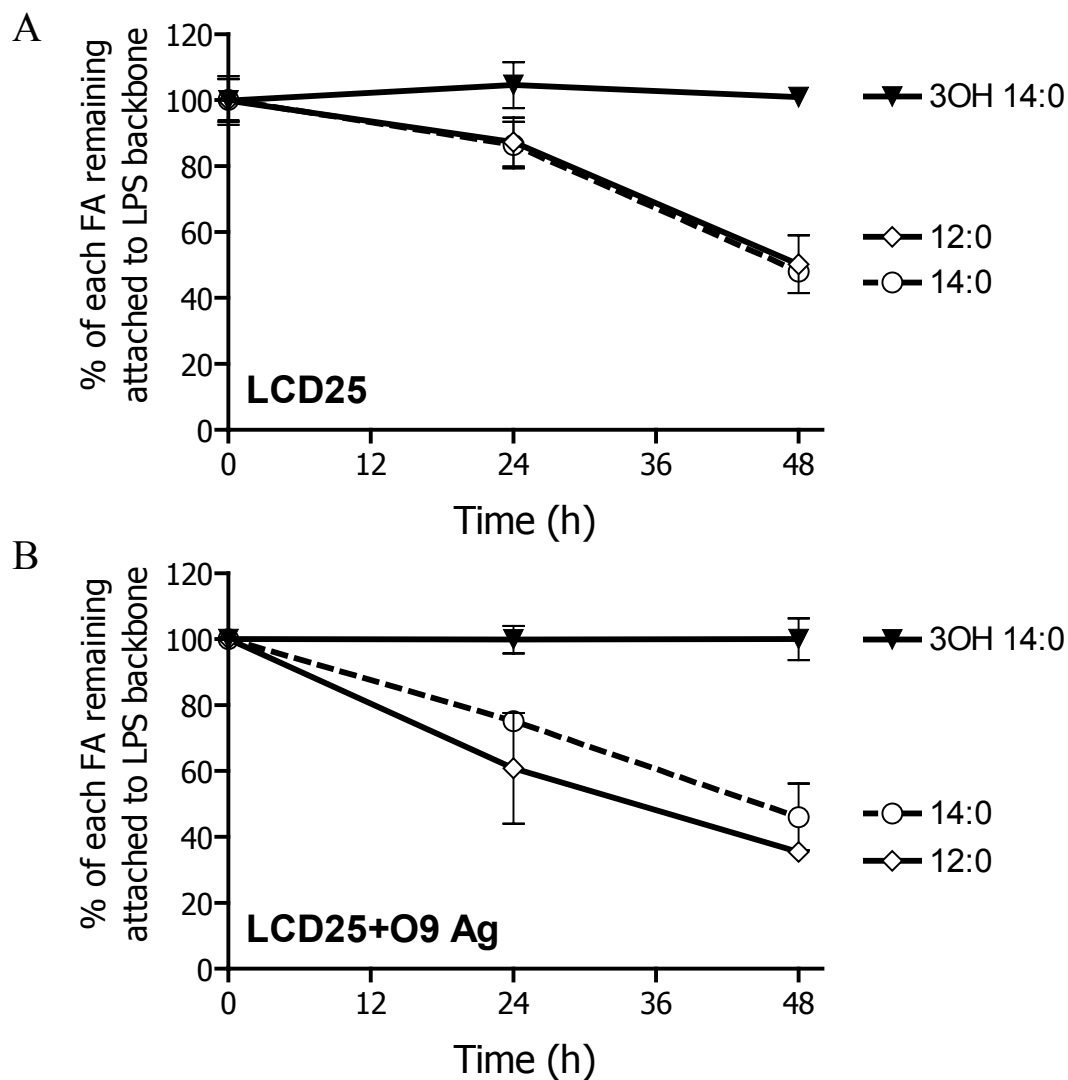 A
% of each FA remaining
attached to LPS backbone
120
100
80
60
40
20
0
0 12 24 36 48
Time (h)
LCD25
3OH 14:0
12:0
14:0
B
% of each FA remaining
attached to LPS backbone
120
100
80
60
40
20
0
0 12 24 36 48
Time (h)
LCD25+O9 Ag
3OH 14:0
14:0
12:0